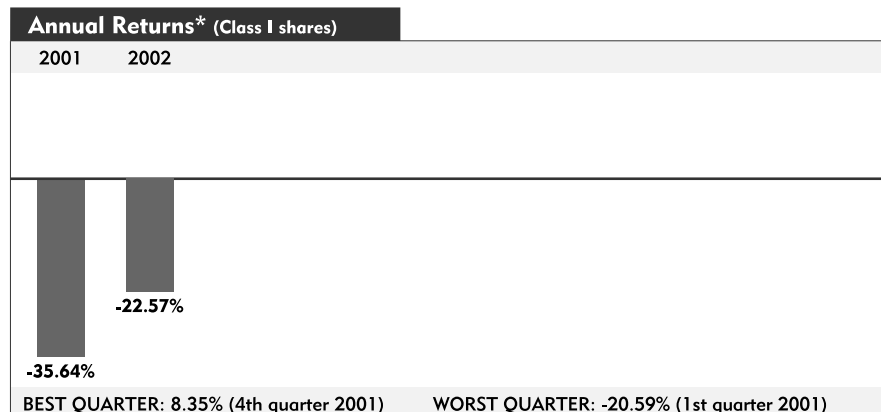 Annual Returns* (Class I shares)
2001 2002
-22.57%
-35.64%
BEST QUARTER: 8.35% (4th quarter 2001) WORST QUARTER: -20.59% (1st quarter 2001)